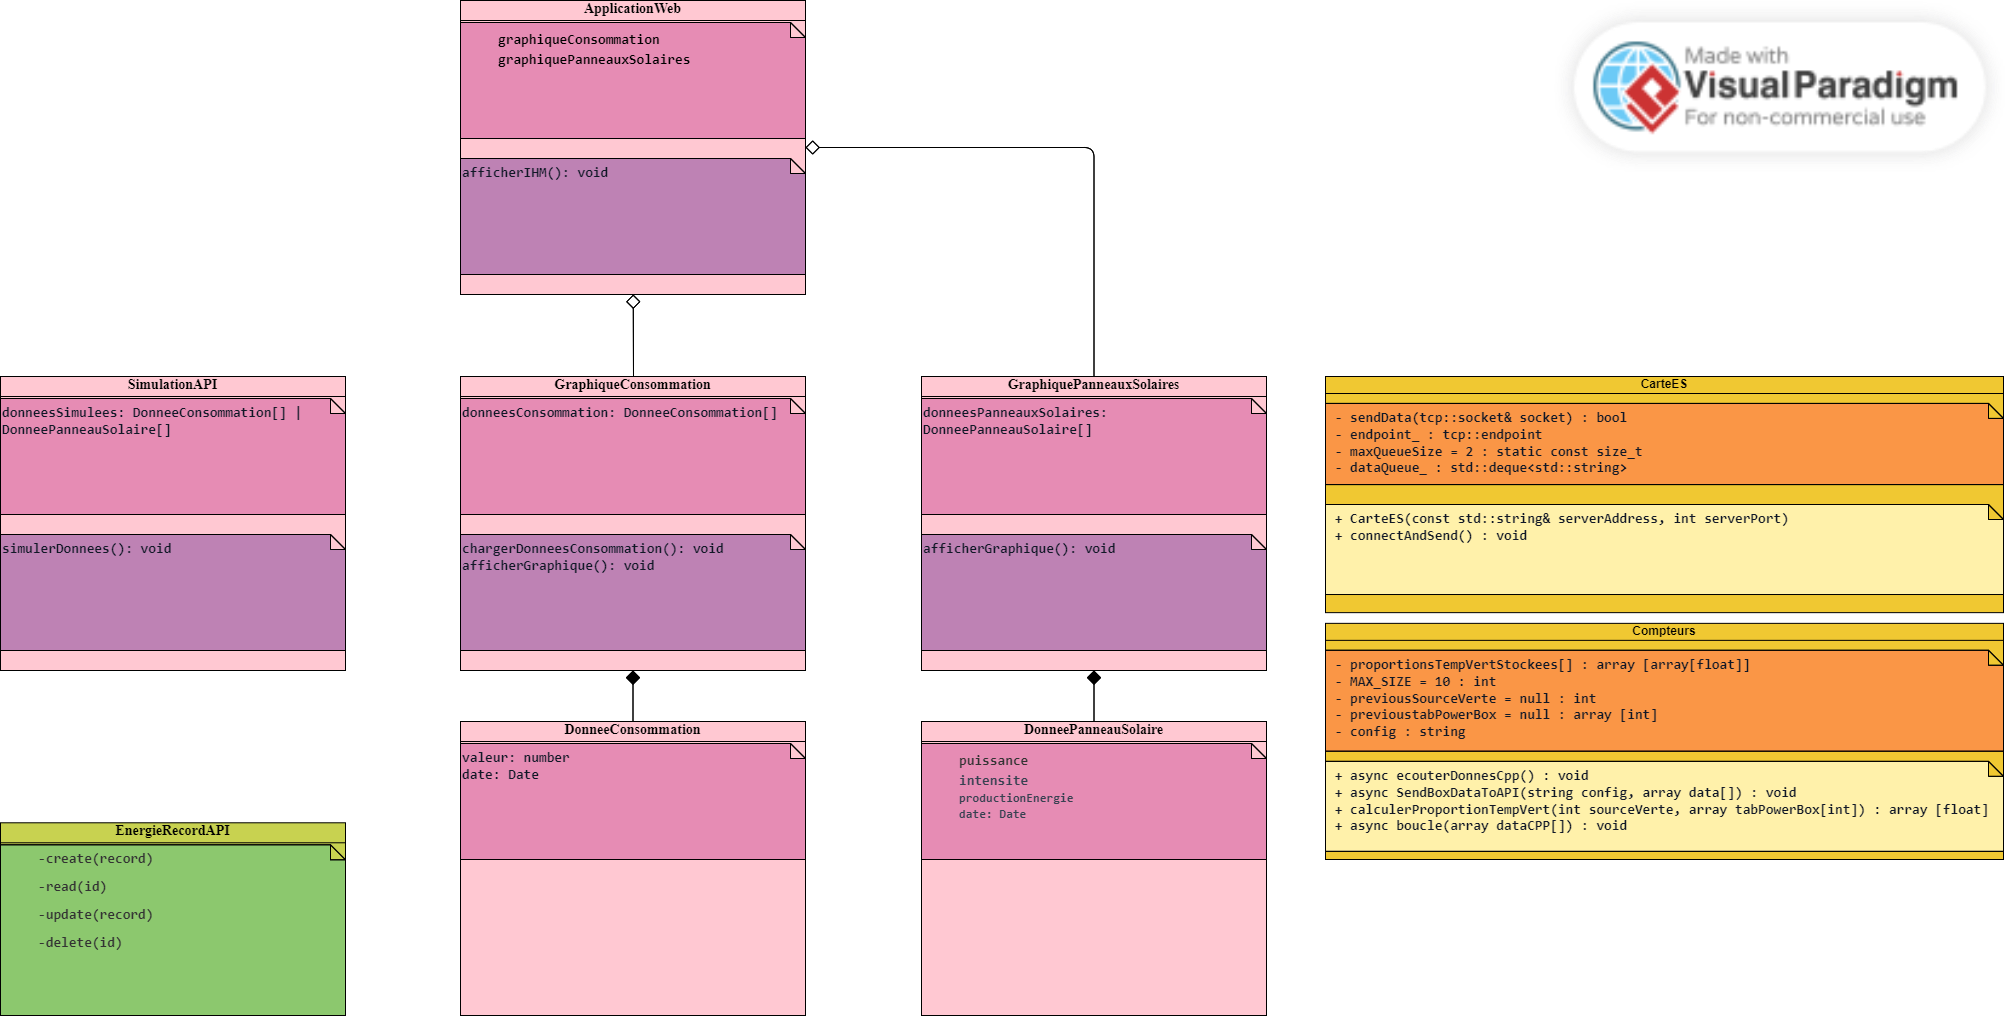 ApplicationWeb
graphiqueConsommation
graphiquePanneauxSolaires
afficherIHM(): void
Made with
Visual Paradigm
For non-commercial use
SimulationAPI
donneesSimulees: DonneeConsommation[] |
DonneePanneauSolaire[]
simulerDonnees(): void
GraphiqueConsommation
donneesConsommation: DonneeConsommation[]
chargerDonneesConsommation(): void
afficherGraphique(): void
GraphiquePanneauxSolaires
donneesPanneauxSolaires:
DonneePanneauSolaire[]
afficherGraphique(): void
CarteES
- sendData(tcp::socket& socket) : bool
- endpoint_ : tcp::endpoint
- maxQueueSize = 2 : static const size_t
- dataQueue_ : std::deque<std::string>
+ CarteES(const std::string& serverAddress, int serverPort)
+ connectAndSend() : void
Compteurs
- proportionsTempVertStockees[] : array [array[float]]
- MAX_SIZE = 10 : int
- previousSourceVerte = null : int
- previoustabPowerBox = null : array [int]
- config : string
+ async ecouterDonnesCpp() : void
+ async SendBoxDataToAPI(string config, array data[]) : void
+ calculerProportionTempVert(int sourceVerte, array tabPowerBox[int]) : array [float]
+ async boucle(array dataCPP[]) : void
DonneeConsommation
valeur: number
date: Date
DonneePanneauSolaire
puissance
intensite
productionEnergie
date: Date
EnergieRecordAPI
-create(record)
-read(id)
-update(record)
-delete(id)